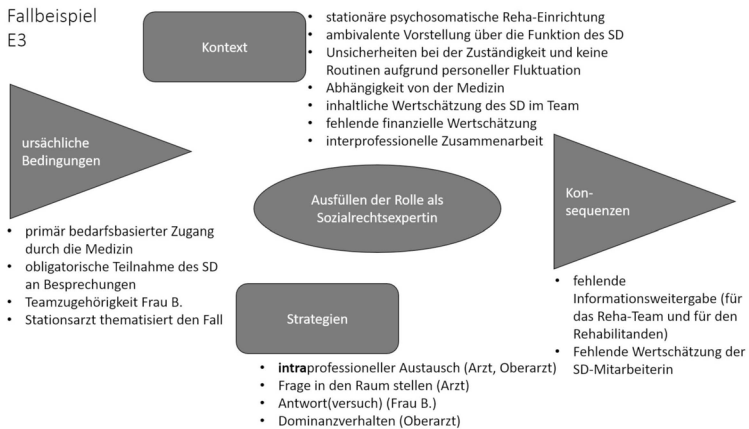 Fallbeispiel
E3
Kontext
• stationäre psychosomatische Reha-Einrichtung
• ambivalente Vorstellung über die Funktion des SD
• Unsicherheiten bei der Zuständigkeit und keine
Routinen aufgrund personeller Fluktuation
• Abhängigkeit von der Medizin
• inhaltliche Wertschätzung des SD im Team
• fehlende finanzielle Wertschätzung
• interprofessionelle Zusammenarbeit
ursächliche
Bedingungen
• primär bedarfsbasierter Zugang
durch die Medizin
• obligatorische Teilnahme des SD
an Besprechungen
• Teamzugehörigkeit Frau B.
• Stationsarzt thematisiert den Fall
Ausfüllen der Rolle als
Sozialrechtsexpertin
Kon-
sequenzen
• fehlende
Informationsweitergabe (für
das Reha-Team und für den
Rehabilitanden)
• Fehlende Wertschätzung der
SD-Mitarbeiterin
Strategien
• intraprofessioneller Austausch (Arzt, Oberarzt)
• Frage in den Raum stellen (Arzt)
• Antwort(versuch) (Frau B.)
• Dominanzverhalten (Oberarzt)